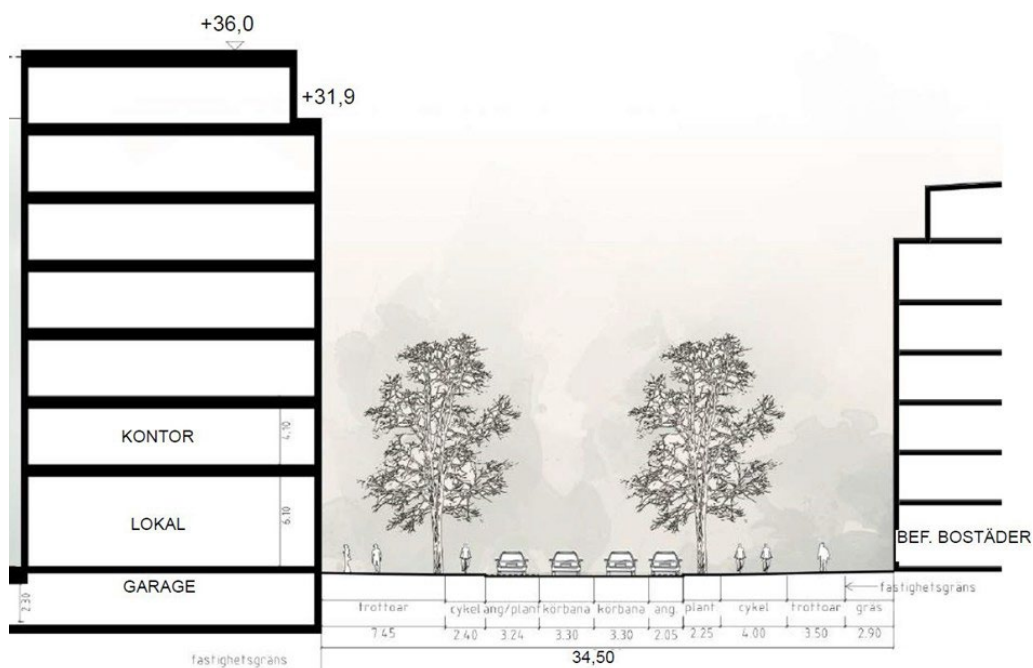 +36,0
+31,9
KONTOR
4.10
LOKAL
6.10
BEF. BOSTÄDER
GARAGE
2.30
fastighetsgräns
trottoar cykel ang/plant körbana körbana ang. plant cykel trottoar gräs
7.45 2.40 3.24 3.30 3.30 2.05 2.25 4.00 3.50 2.90
34,50
fastighetsgräns